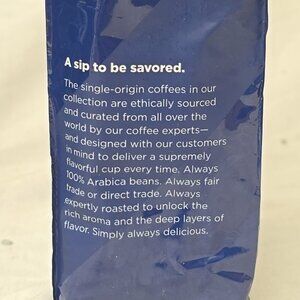 A sip to be savored.
The single-origin coffees in our
collection are ethically sourced
and curated from all over the
world by our coffee experts—
and designed with our customers
in mind to deliver a supremely
flavorful cup every time. Always
100% Arabica beans. Always fair
trade or direct trade. Always
expertly roasted to unlock the
rich aroma and the deep layers of
flavor. Simply always delicious.